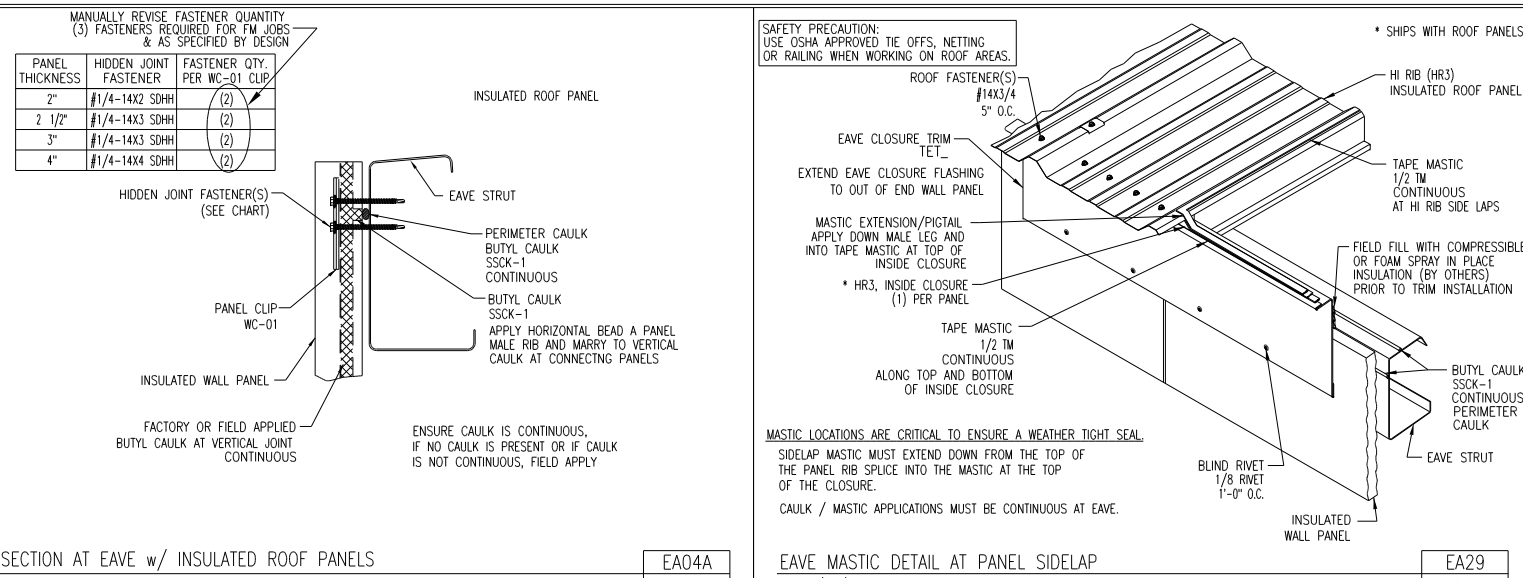 MANUALLY REVISE FASTENER QUANTITY
(3) FASTENERS REQUIRED FOR FM JOBS
& AS SPECIFIED BY DESIGN
PANEL THICKNESS HIDDEN JOINT FASTENER FASTENER QTY. PER WC-01 CLIP
2" #1/4-14X2 SDHH (2)
2 1/2" #1/4-14X3 SDHH (2)
3" #1/4-14X3 SDHH (2)
4" #1/4-14X4 SDHH (2)
INSULATED ROOF PANEL
HIDDEN JOINT FASTENER(S)
(SEE CHART)
EAVE STRUT
PERIMETER CAULK
BUTYL CAULK
SSCK-1
CONTINUOUS
BUTYL CAULK
SSCK-1
APPLY HORIZONTAL BEAD A PANEL
MALE RIB AND MARRY TO VERTICAL
CAULK AT CONNECTNG PANELS
PANEL CLIP
WC-01
INSULATED WALL PANEL
FACTORY OR FIELD APPLIED
BUTYL CAULK AT VERTICAL JOINT
CONTINUOUS
ENSURE CAULK IS CONTINUOUS,
IF NO CAULK IS PRESENT OR IF CAULK
IS NOT CONTINUOUS, FIELD APPLY
SECTION AT EAVE w/ INSULATED ROOF PANELS
EA04A
SAFETY PRECAUTION:
USE OSHA APPROVED TIE OFFS, NETTING
OR RAILING WHEN WORKING ON ROOF AREAS.
* SHIPS WITH ROOF PANELS
ROOF FASTENER(S)
#14X3/4
5" O.C.
HI RIB (HR3)
INSULATED ROOF PANEL
EAVE CLOSURE TRIM
TET_
EXTEND EAVE CLOSURE FLASHING
TO OUT OF END WALL PANEL
TAPE MASTIC
1/2 TM
CONTINUOUS
AT HI RIB SIDE LAPS
MASTIC EXTENSION/PIGTAIL
APPLY DOWN MALE LEG AND
INTO TAPE MASTIC AT TOP OF
INSIDE CLOSURE
FIELD FILL WITH COMPRESSIBLE
OR FOAM SPRAY IN PLACE
INSULATION (BY OTHERS)
PRIOR TO TRIM INSTALLATION
* HR3, INSIDE CLOSURE
(1) PER PANEL
TAPE MASTIC
1/2 TM
CONTINUOUS
ALONG TOP AND BOTTOM
OF INSIDE CLOSURE
BUTYL CAULK
SSCK-1
CONTINUOUS
PERIMETER
CAULK
EAVE STRUT
MASTIC LOCATIONS ARE CRITICAL TO ENSURE A WEATHER TIGHT SEAL.
SIDELAP MASTIC MUST EXTEND DOWN FROM THE TOP OF
THE PANEL RIB SPLICE INTO THE MASTIC AT THE TOP
OF THE CLOSURE.
CAULK / MASTIC APPLICATIONS MUST BE CONTINUOUS AT EAVE.
BLIND RIVET
1/8 RIVET
1'-0" O.C.
INSULATED
WALL PANEL
EAVE MASTIC DETAIL AT PANEL SIDELAP
EA29